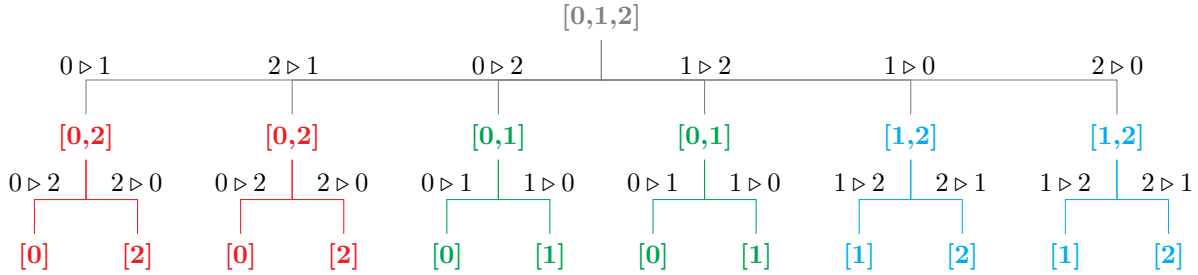 [0,1,2]
0 ▷ 1 2 ▷ 1 0 ▷ 2 1 ▷ 2 1 ▷ 0 2 ▷ 0
[0,2] [0,2] [0,1] [0,1] [1,2] [1,2]
0 ▷ 2 2 ▷ 0 0 ▷ 2 2 ▷ 0 0 ▷ 1 1 ▷ 0 0 ▷ 1 1 ▷ 0 1 ▷ 2 2 ▷ 1 1 ▷ 2 2 ▷ 1
[0] [2] [0] [2] [0] [1] [0] [1] [1] [2] [1] [2]